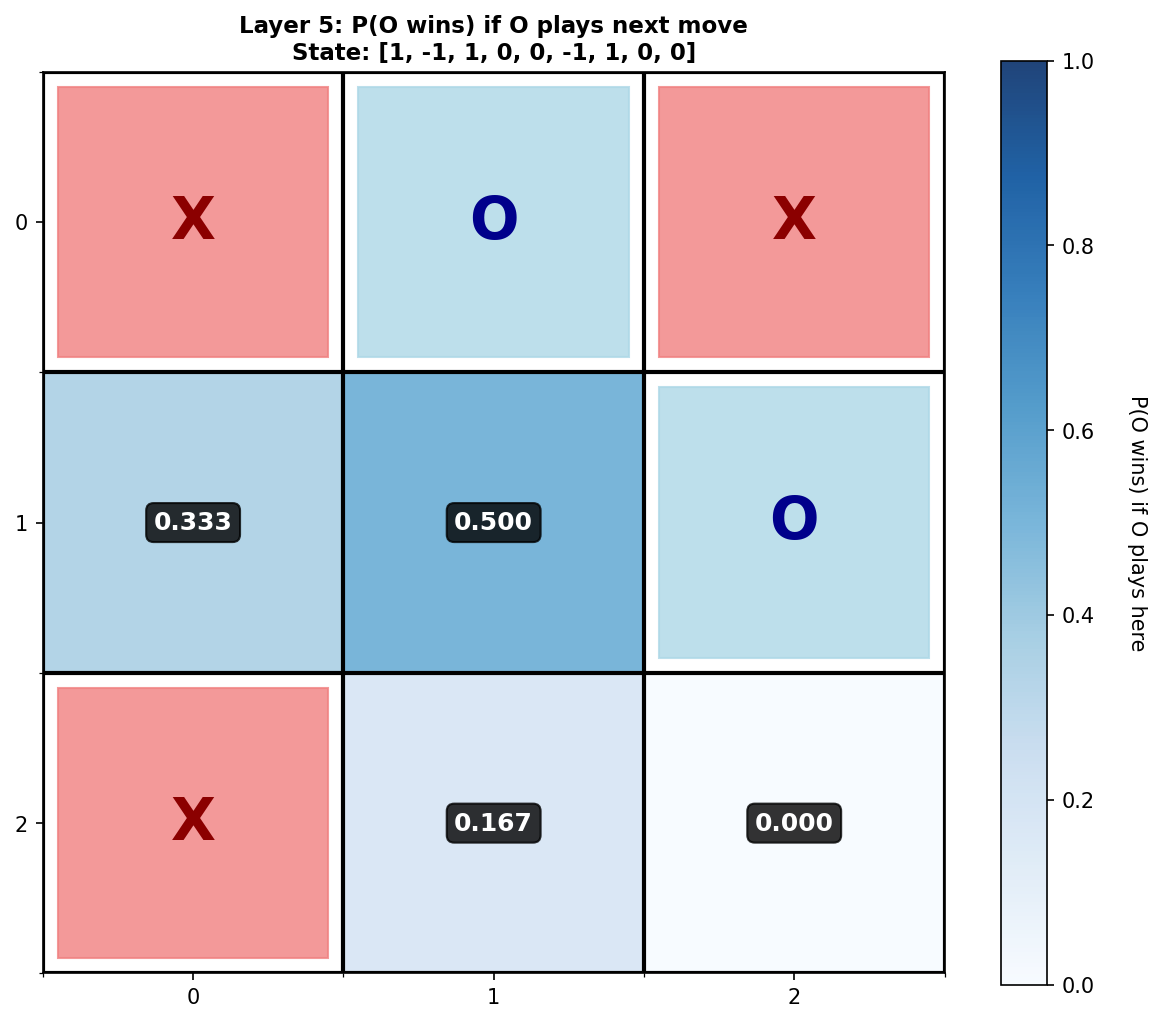 Layer 5: P(O wins) if O plays next move
State: [1, -1, 1, 0, 0, -1, 1, 0, 0]
X
O
X
0.333
0.500
O
X
0.167
0.000
0
1
2
0
1
2
1.0
0.8
0.6
0.4
0.2
0.0
P(O wins) if O plays here